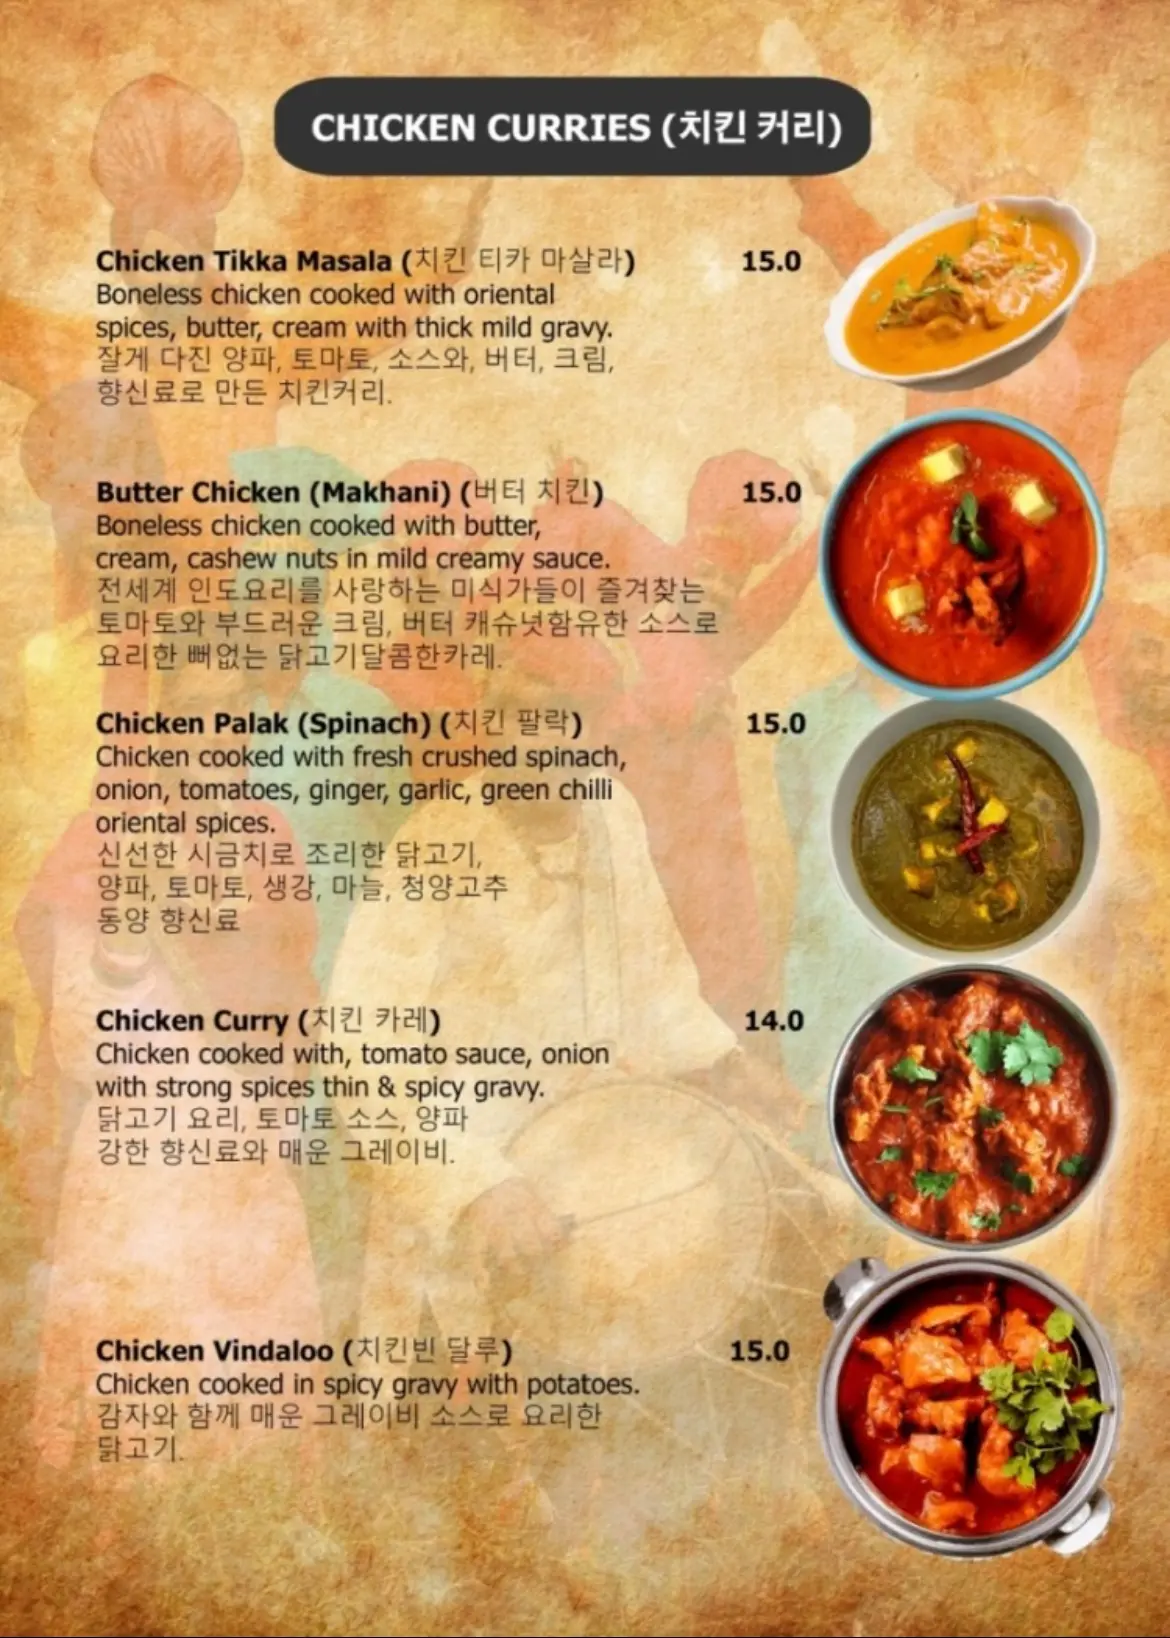 CHICKEN CURRIES (치킨 커리)
Chicken Tikka Masala (치킨 티카 마살라) 15.0
Boneless chicken cooked with oriental
spices, butter, cream with thick mild gravy.
잘게 다진 양파, 토마토, 소스와, 버터, 크림,
향신료로 만든 치킨커리.
Butter Chicken (Makhani) (버터 치킨) 15.0
Boneless chicken cooked with butter,
cream, cashew nuts in mild creamy sauce.
전세계 인도요리를 사랑하는 미식가들이 즐겨찾는
토마토와 부드러운 크림, 버터 캐슈넛함유한 소스로
요리한 뼈없는 닭고기달콤한카레.
Chicken Palak (Spinach) (치킨 팔락) 15.0
Chicken cooked with fresh crushed spinach,
onion, tomatoes, ginger, garlic, green chilli
oriental spices.
신선한 시금치로 조리한 닭고기,
양파, 토마토, 생강, 마늘, 청양고추
동양 향신료
Chicken Curry (치킨 카레) 14.0
Chicken cooked with, tomato sauce, onion
with strong spices thin & spicy gravy.
닭고기 요리, 토마토 소스, 양파
강한 향신료와 매운 그레이비.
Chicken Vindaloo (치킨빈 달루) 15.0
Chicken cooked in spicy gravy with potatoes.
감자와 함께 매운 그레이비 소스로 요리한
닭고기.